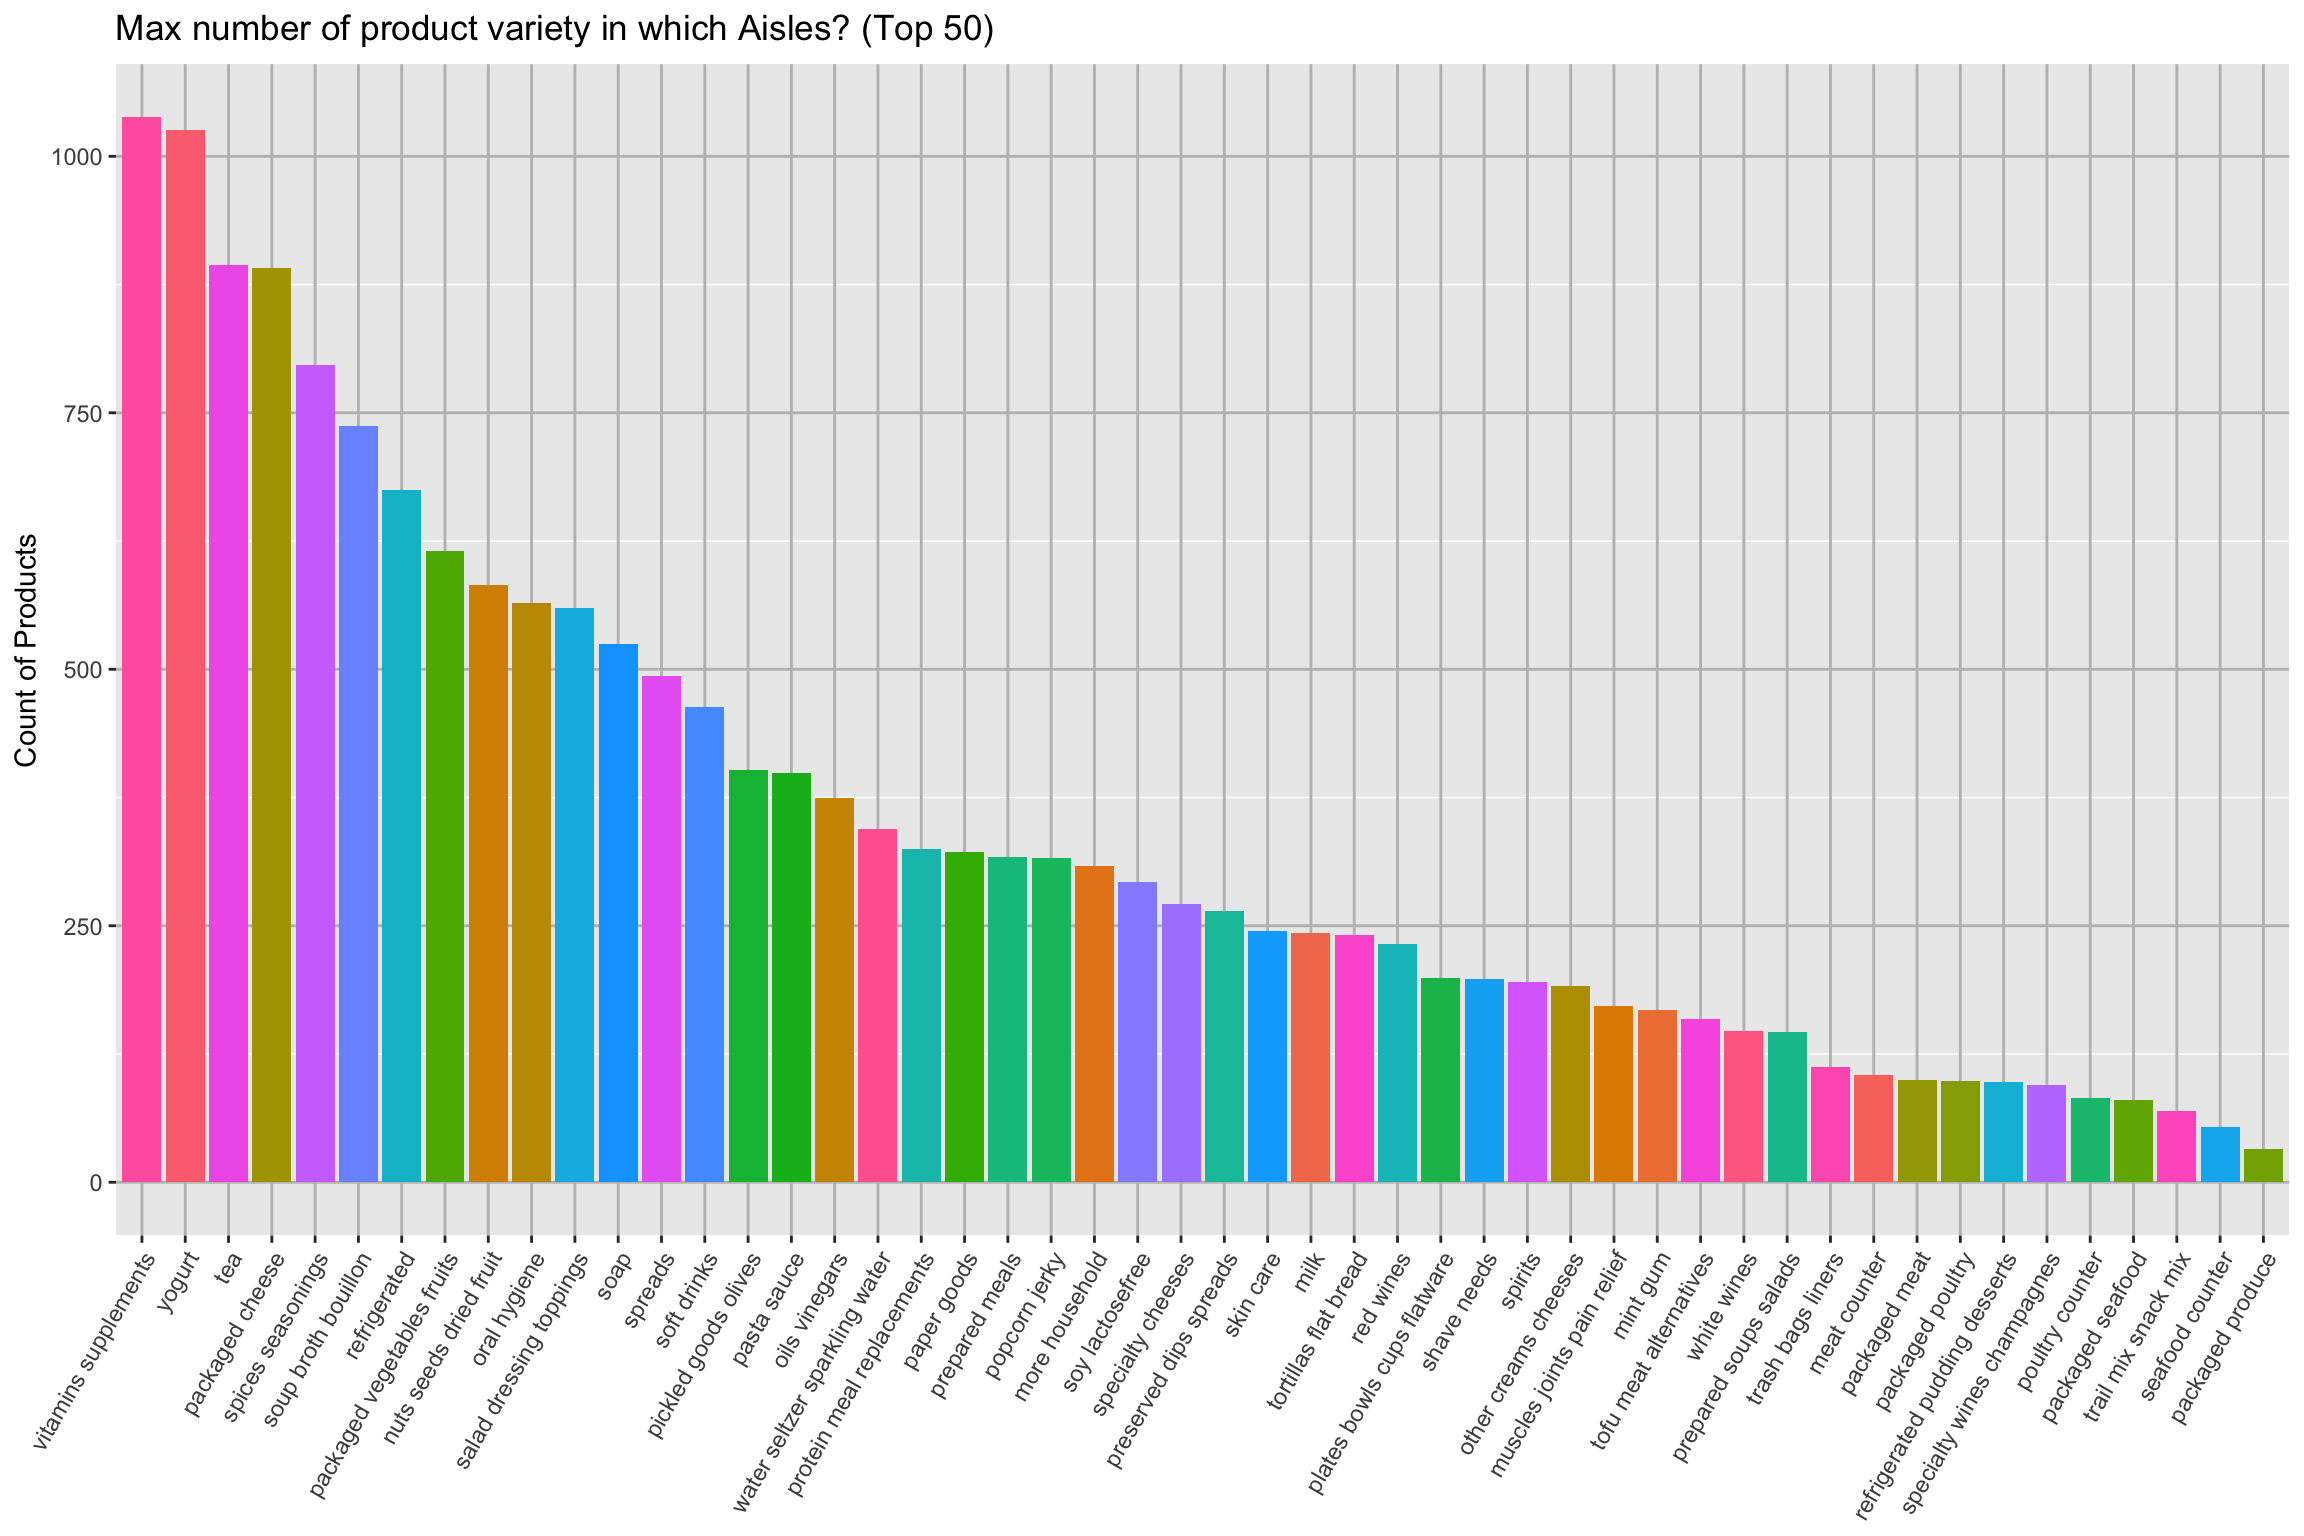 Max number of product variety in which Aisles? (Top 50)
Count of Products
1000
750
500
250
0
vitamins supplements
yogurt
tea
packaged cheese
spices seasonings
soup broth bouillon
refrigerated
packaged vegetables fruits
nuts seeds dried fruit
oral hygiene
salad dressing toppings
soap
spreads
soft drinks
pickled goods olives
pasta sauce
oils vinegars
water seltzer sparkling water
protein meal replacements
paper goods
prepared meals
popcorn jerky
more household
soy lactosefree
specialty cheeses
preserved dips spreads
skin care
milk
tortillas flat bread
red wines
plates bowls cups flatware
shave needs
spirits
other creams cheeses
muscles joints pain relief
mint gum
tofu meat alternatives
white wines
prepared soups salads
trash bags liners
meat counter
packaged meat
packaged poultry
refrigerated pudding desserts
specialty wines champagnes
poultry counter
packaged seafood
trail mix snack mix
seafood counter
packaged produce